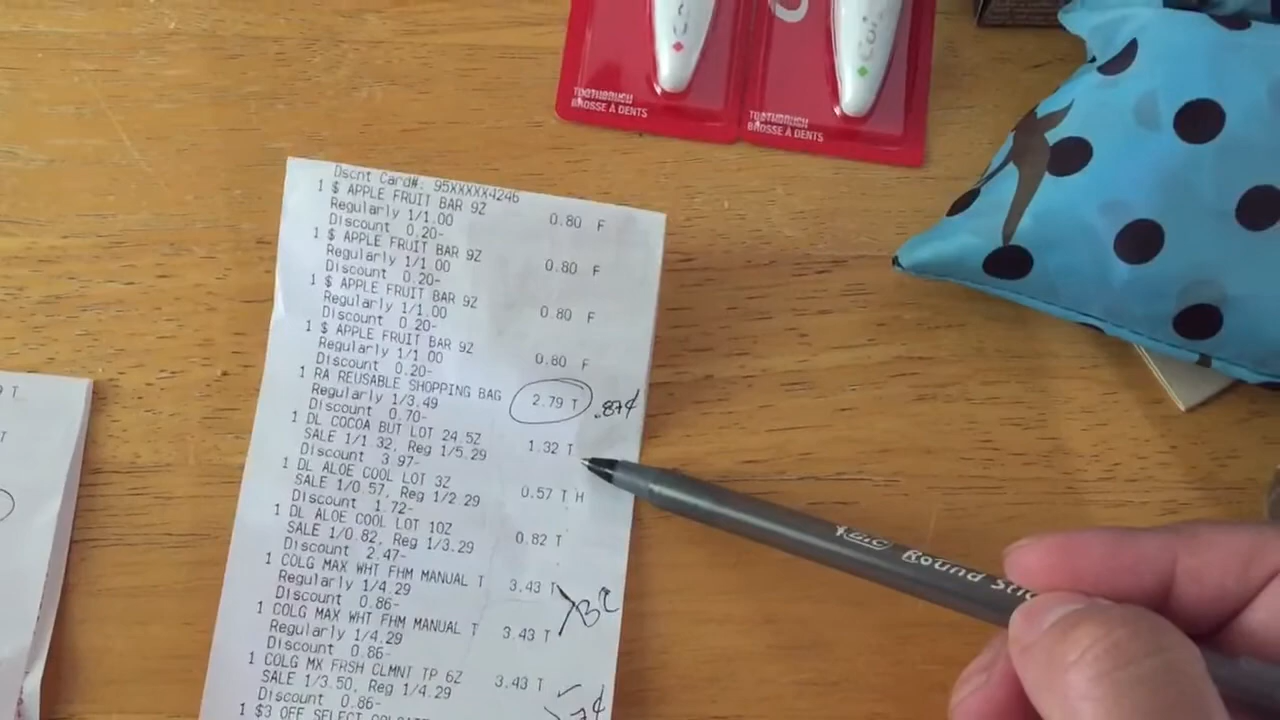 TOOTHBRUSH
BROSSE À DENTS
TOOTHBRUSH
BROSSE À DENTS
Dscnt Card#: 95XXXXX4246
1 $ APPLE FRUIT BAR 9Z 0.80 F
Regularly 1/1.00
Discount 0.20-
1 $ APPLE FRUIT BAR 9Z 0.80 F
Regularly 1/1.00
Discount 0.20-
1 $ APPLE FRUIT BAR 9Z 0.80 F
Regularly 1/1.00
Discount 0.20-
1 $ APPLE FRUIT BAR 9Z 0.80 F
Regularly 1/1.00
Discount 0.20-
1 RA REUSABLE SHOPPING BAG 2.79 T .87¢
Regularly 1/3.49
Discount 0.70-
1 DL COCOA BUT LOT 24.5Z 1.32 T
SALE 1/1.32, Reg 1/5.29
Discount 3.97-
1 DL ALOE COOL LOT 3Z 0.57 T H
SALE 1/0.57, Reg 1/2.29
Discount 1.72-
1 DL ALOE COOL LOT 10Z 0.82 T
SALE 1/0.82, Reg 1/3.29
Discount 2.47-
1 COLG MAX WHT FHM MANUAL T 3.43 T
Regularly 1/4.29
Discount 0.86-
1 COLG MAX WHT FHM MANUAL T 3.43 T
Regularly 1/4.29
Discount 0.86-
1 COLG MX FRSH CLMNT TP 6Z 3.43 T
SALE 1/3.50, Reg 1/4.29
Discount 0.86-
1 $3 OFF SELECT
9 T
T
BIC Round Stic